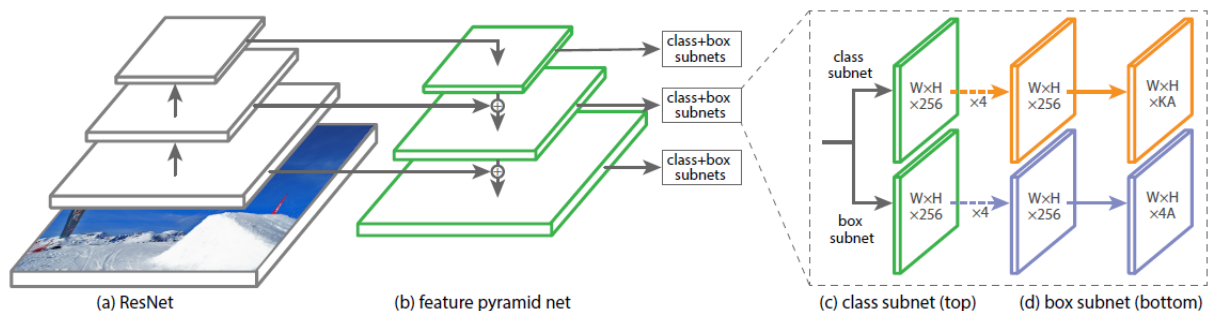 class+box
subnets
class+box
subnets
class+box
subnets
class
subnet
W×H
×256
×4
W×H
×256
W×H
×KA
box
subnet
W×H
×256
×4
W×H
×256
W×H
×4A
(a) ResNet
(b) feature pyramid net
(c) class subnet (top)
(d) box subnet (bottom)